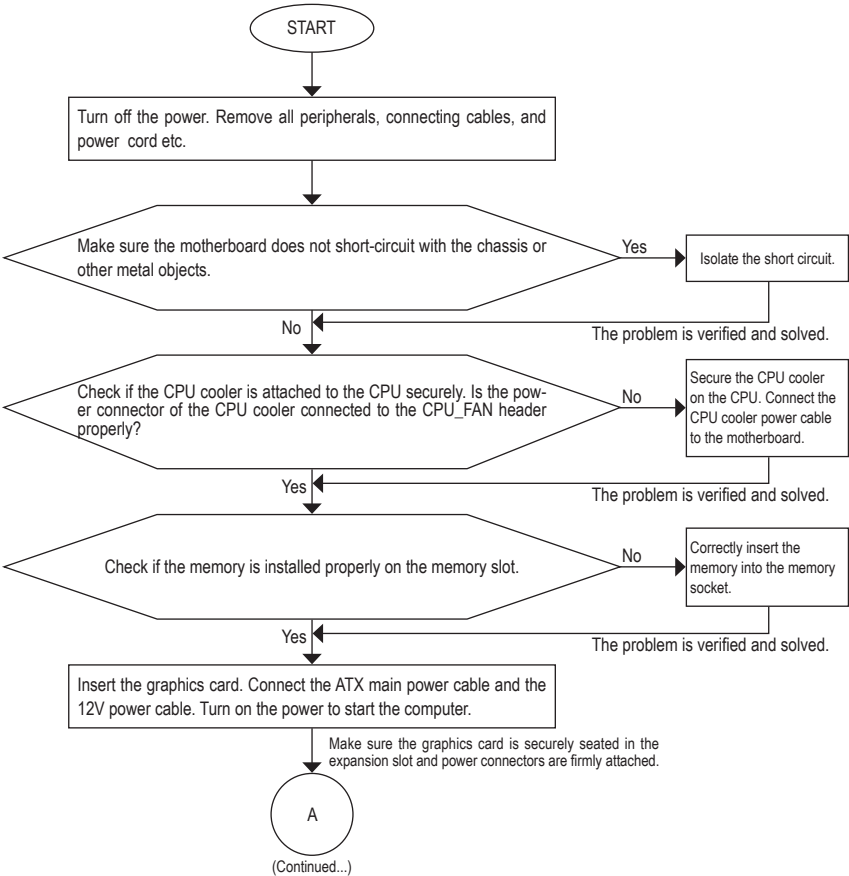 START
Turn off the power. Remove all peripherals, connecting cables, and
power cord etc.
Make sure the motherboard does not short-circuit with the chassis or
other metal objects.
Yes
Isolate the short circuit.
No
The problem is verified and solved.
Check if the CPU cooler is attached to the CPU securely. Is the pow-
er connector of the CPU cooler connected to the CPU_FAN header
properly?
No
Secure the CPU cooler
on the CPU. Connect the
CPU cooler power cable
to the motherboard.
Yes
The problem is verified and solved.
Check if the memory is installed properly on the memory slot.
No
Correctly insert the
memory into the memory
socket.
Yes
The problem is verified and solved.
Insert the graphics card. Connect the ATX main power cable and the
12V power cable. Turn on the power to start the computer.
Make sure the graphics card is securely seated in the
expansion slot and power connectors are firmly attached.
A
(Continued...)